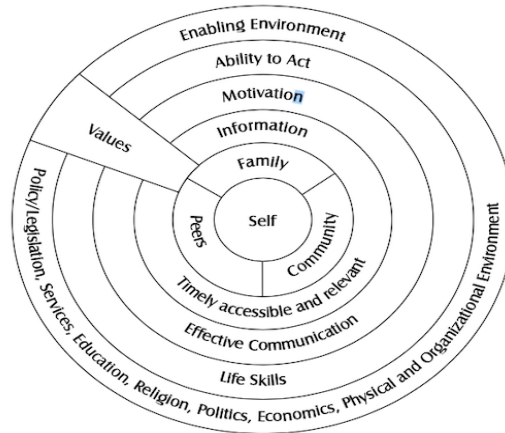 Enabling Environment
Ability to Act
Motivation
Information
Values
Family
Self
Peers
Community
Timely accessible and relevant
Effective Communication
Life Skills
Policy/Legislation, Services, Education, Religion, Politics, Economics, Physical and Organizational Environment